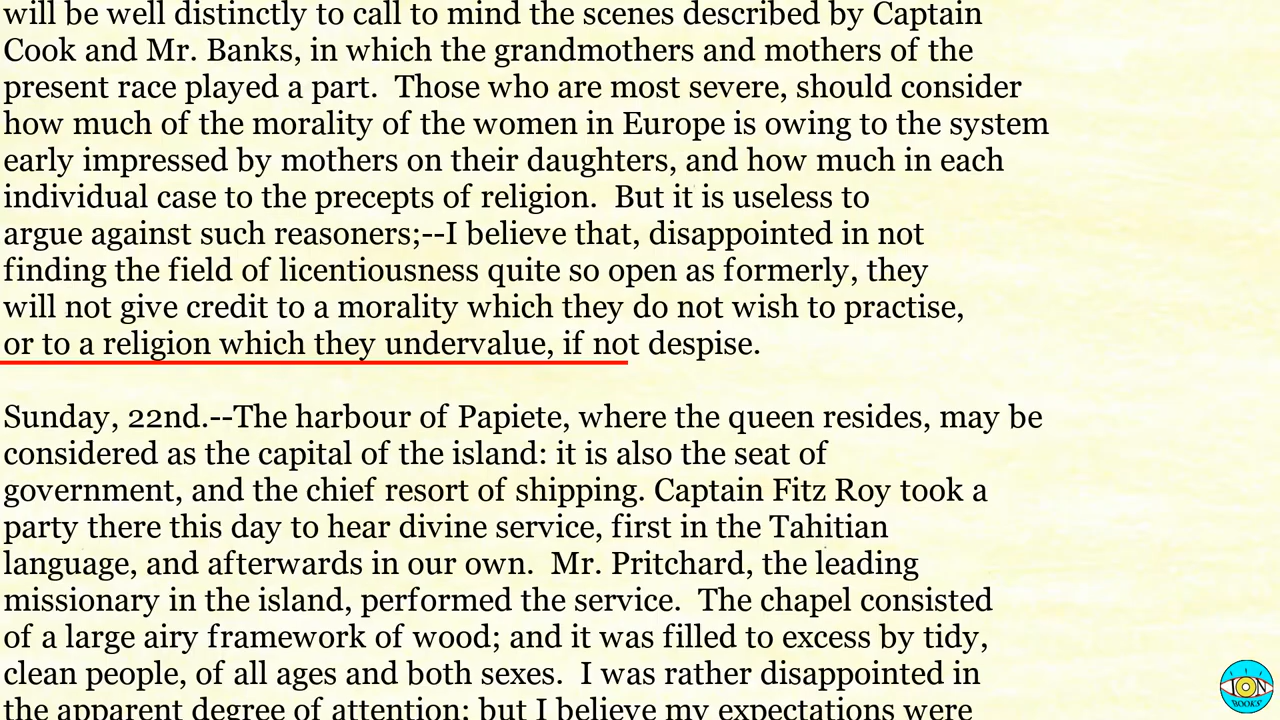 will be well distinctly to call to mind the scenes described by Captain
Cook and Mr. Banks, in which the grandmothers and mothers of the
present race played a part.  Those who are most severe, should consider
how much of the morality of the women in Europe is owing to the system
early impressed by mothers on their daughters, and how much in each
individual case to the precepts of religion.  But it is useless to
argue against such reasoners;--I believe that, disappointed in not
finding the field of licentiousness quite so open as formerly, they
will not give credit to a morality which they do not wish to practise,
or to a religion which they undervalue, if not despise.

Sunday, 22nd.--The harbour of Papiete, where the queen resides, may be
considered as the capital of the island: it is also the seat of
government, and the chief resort of shipping. Captain Fitz Roy took a
party there this day to hear divine service, first in the Tahitian
language, and afterwards in our own.  Mr. Pritchard, the leading
missionary in the island, performed the service.  The chapel consisted
of a large airy framework of wood; and it was filled to excess by tidy,
clean people, of all ages and both sexes.  I was rather disappointed in
the apparent degree of attention; but I believe my expectations were
ION
BOOKS